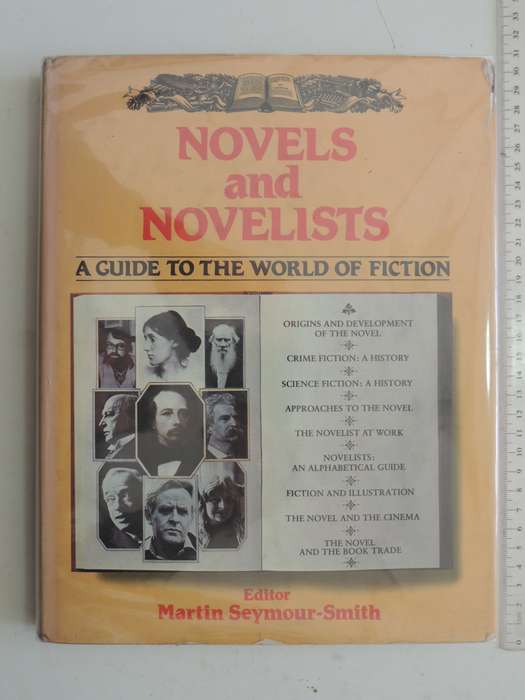 NOVELS
and
NOVELISTS
A GUIDE TO THE WORLD OF FICTION
ORIGINS AND DEVELOPMENT
OF THE NOVEL
CRIME FICTION: A HISTORY
SCIENCE FICTION: A HISTORY
APPROACHES TO THE NOVEL
THE NOVELIST AT WORK
NOVELISTS:
AN ALPHABETICAL GUIDE
FICTION AND ILLUSTRATION
THE NOVEL AND THE CINEMA
THE NOVEL
AND THE BOOK TRADE
Editor
Martin Seymour-Smith